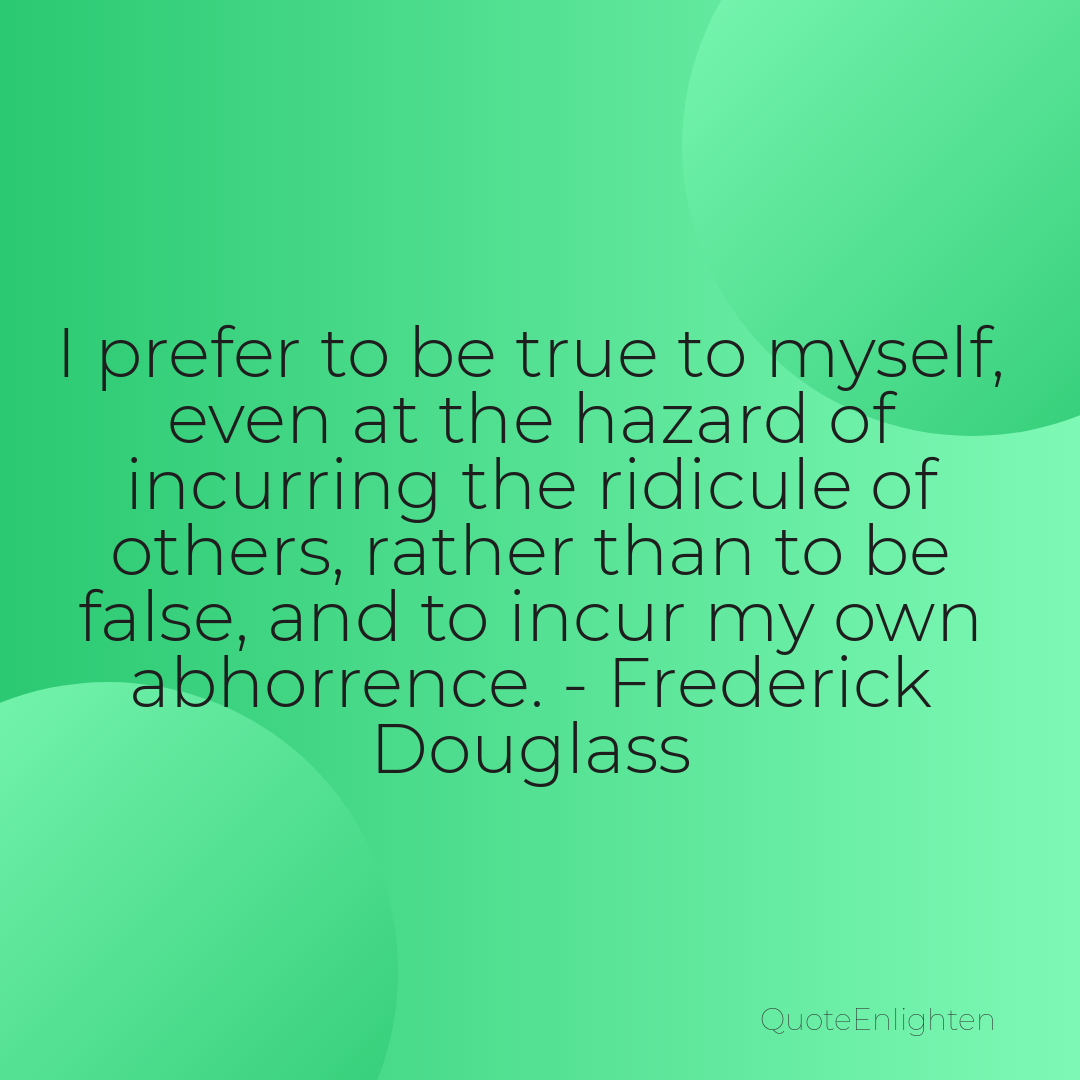 I prefer to be true to myself,
even at the hazard of
incurring the ridicule of
others, rather than to be
false, and to incur my own
abhorrence. - Frederick
Douglass
QuoteEnlighten